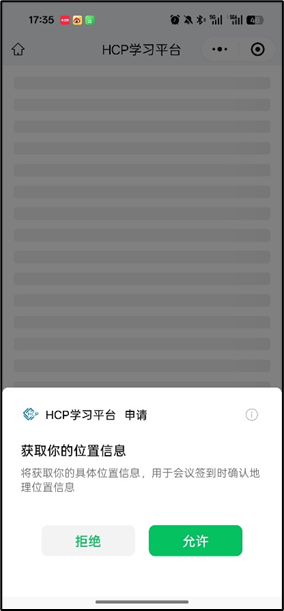 17:35
HCP学习平台
HCP学习平台 申请
获取你的位置信息
将获取你的具体位置信息，用于会议签到时确认地
理位置信息
拒绝
允许